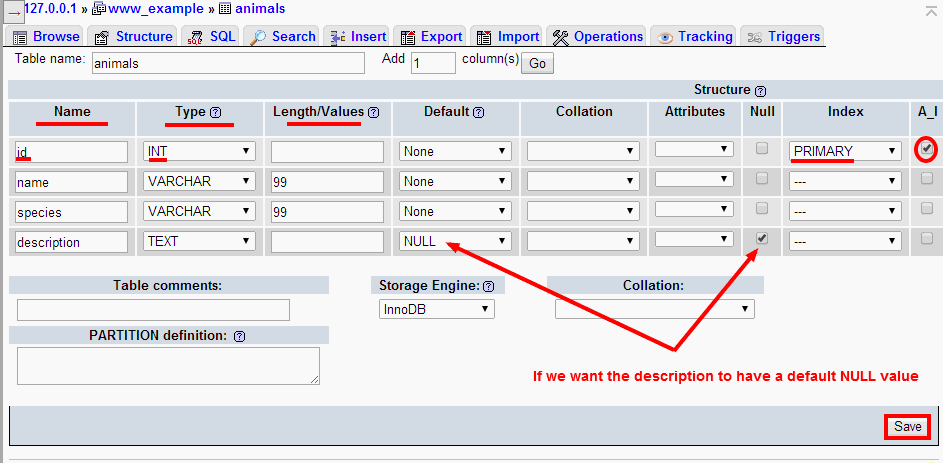 → 127.0.0.1 » www_example » animals
Browse Structure SQL Search Insert Export Import Operations Tracking Triggers
Table name: animals Add 1 column(s) Go
Structure ?
Name Type ? Length/Values ? Default ? Collation Attributes Null Index A_I
id INT None PRIMARY
name VARCHAR 99 None ---
species VARCHAR 99 None ---
description TEXT NULL ---
Table comments: Storage Engine: ? Collation:
InnoDB
PARTITION definition: ?
If we want the description to have a default NULL value
Save